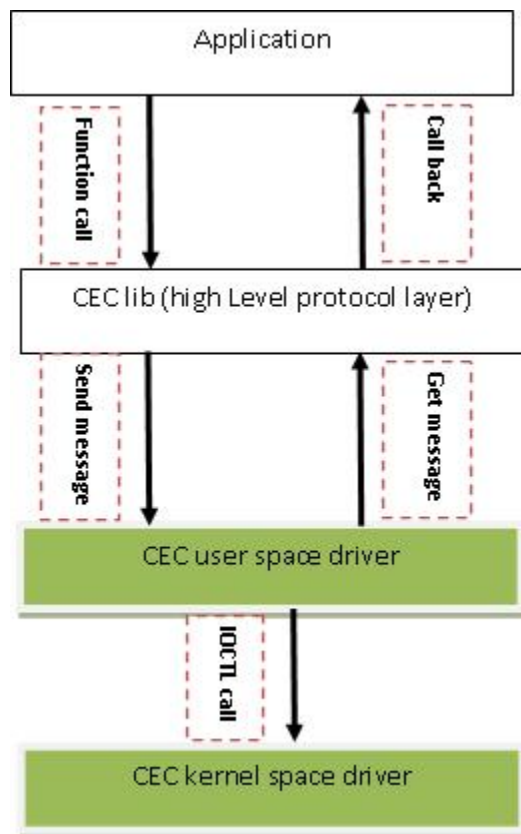 Application
Function call
Call back
CEC lib (high Level protocol layer)
Send message
Get message
CEC user space driver
IOCTL call
CEC kernel space driver